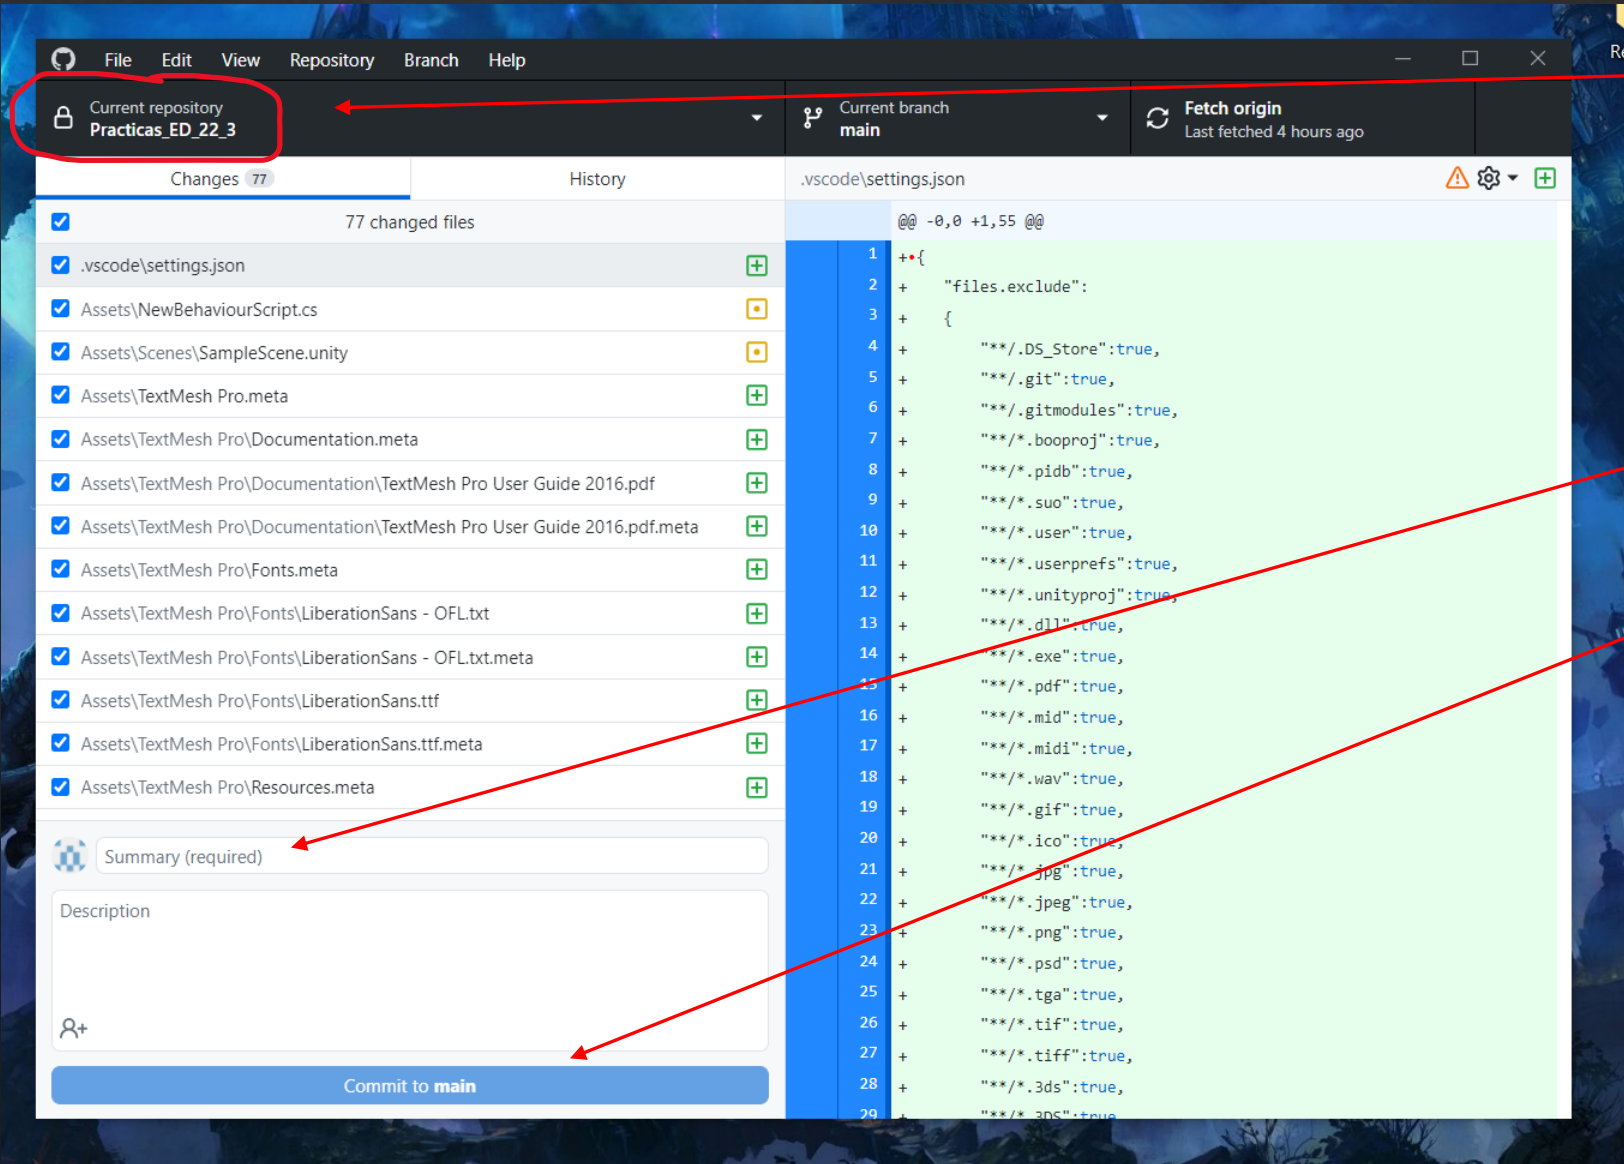 File Edit View Repository Branch Help
Current repository
Practicas_ED_22_3
Current branch
main
Fetch origin
Last fetched 4 hours ago
Changes 77
History
.vscode\settings.json
77 changed files
.vscode\settings.json
Assets\NewBehaviourScript.cs
Assets\Scenes\SampleScene.unity
Assets\TextMesh Pro.meta
Assets\TextMesh Pro\Documentation.meta
Assets\TextMesh Pro\Documentation\TextMesh Pro User Guide 2016.pdf
Assets\TextMesh Pro\Documentation\TextMesh Pro User Guide 2016.pdf.meta
Assets\TextMesh Pro\Fonts.meta
Assets\TextMesh Pro\Fonts\LiberationSans - OFL.txt
Assets\TextMesh Pro\Fonts\LiberationSans - OFL.txt.meta
Assets\TextMesh Pro\Fonts\LiberationSans.ttf
Assets\TextMesh Pro\Fonts\LiberationSans.ttf.meta
Assets\TextMesh Pro\Resources.meta
Summary (required)
Description
Commit to main
@@ -0,0 +1,55 @@
1 +•{
2 + "files.exclude":
3 + {
4 + "**/.DS_Store":true,
5 + "**/.git":true,
6 + "**/.gitmodules":true,
7 + "**/*.booproj":true,
8 + "**/*.pidb":true,
9 + "**/*.suo":true,
10 + "**/*.user":true,
11 + "**/*.userprefs":true,
12 + "**/*.unityproj":true,
13 + "**/*.dll":true,
14 + "**/*.exe":true,
15 + "**/*.pdf":true,
16 + "**/*.mid":true,
17 + "**/*.midi":true,
18 + "**/*.wav":true,
19 + "**/*.gif":true,
20 + "**/*.ico":true,
21 + "**/*.jpg":true,
22 + "**/*.jpeg":true,
23 + "**/*.png":true,
24 + "**/*.psd":true,
25 + "**/*.tga":true,
26 + "**/*.tif":true,
27 + "**/*.tiff":true,
28 + "**/*.3ds":true,
29 + "**/*.3DS":true